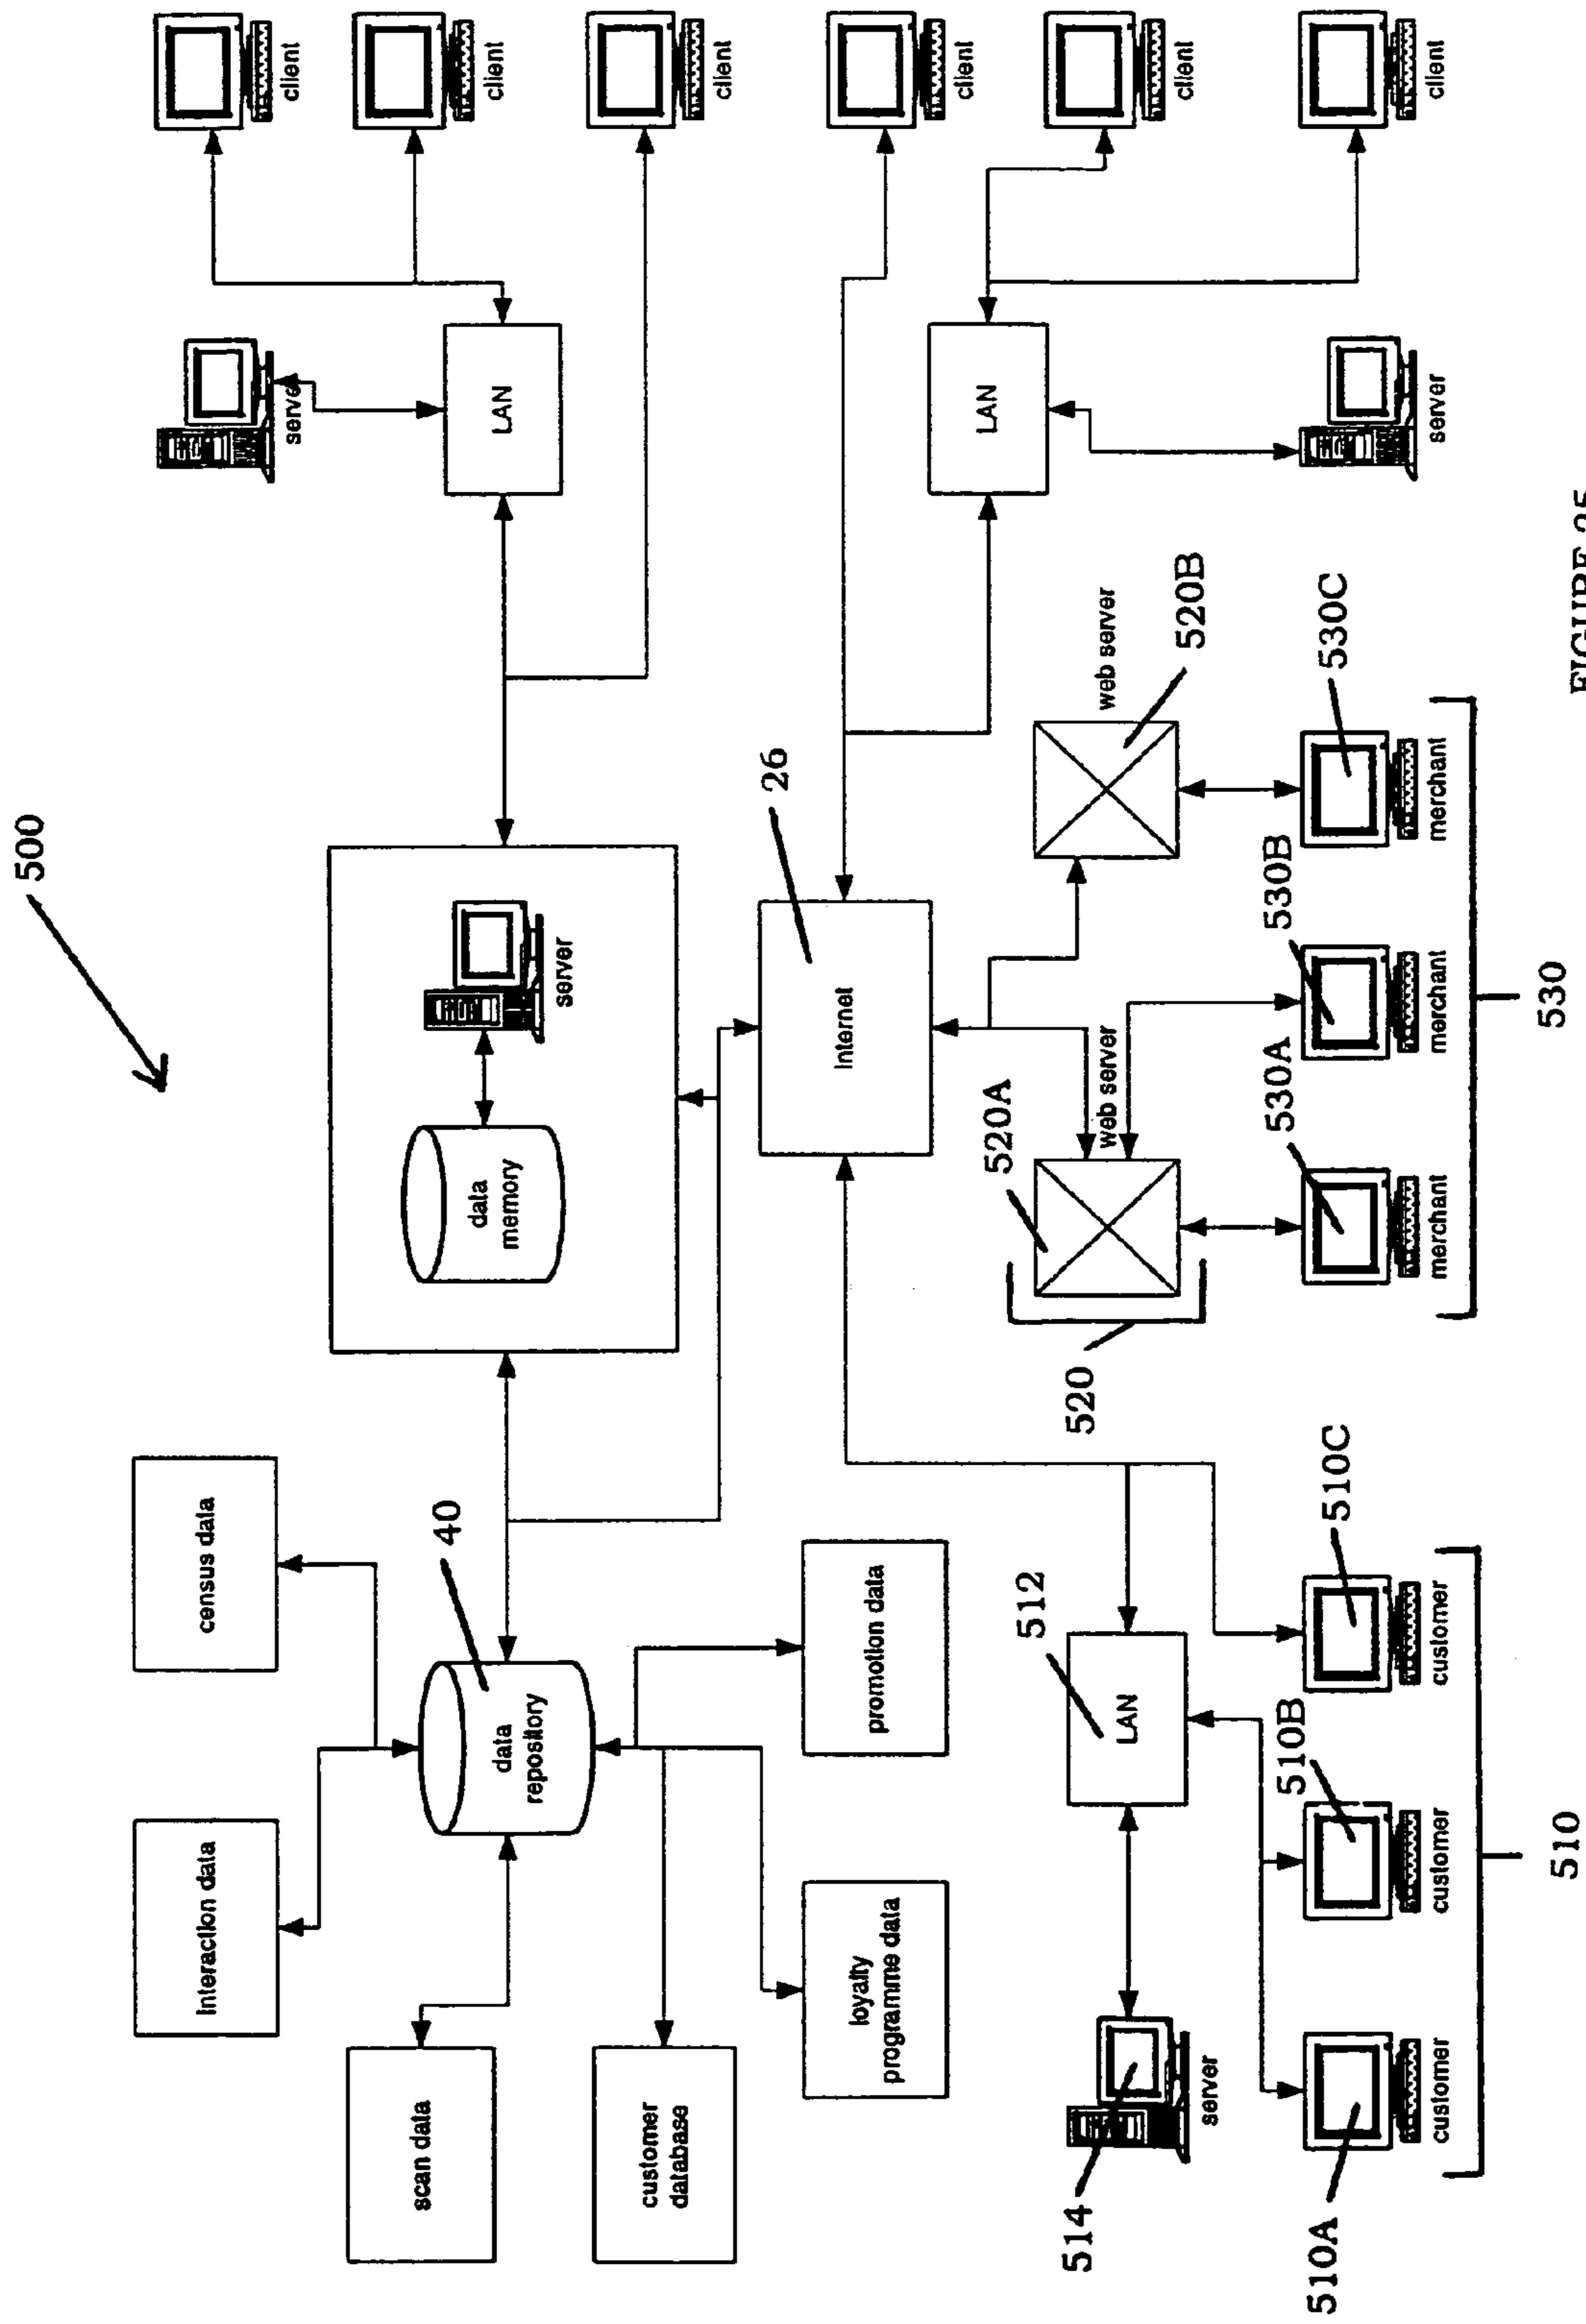 500
Interaction data
census data
scan data
customer
database
data
repository
40
loyalty
programme data
promotion data
data
memory
server
server
LAN
client
client
client
Internet
26
LAN
server
client
client
client
514
server
LAN
512
510A
customer
510B
customer
510C
customer
510
520
520A
web server
web server
520B
530A
merchant
530B
merchant
530C
merchant
530